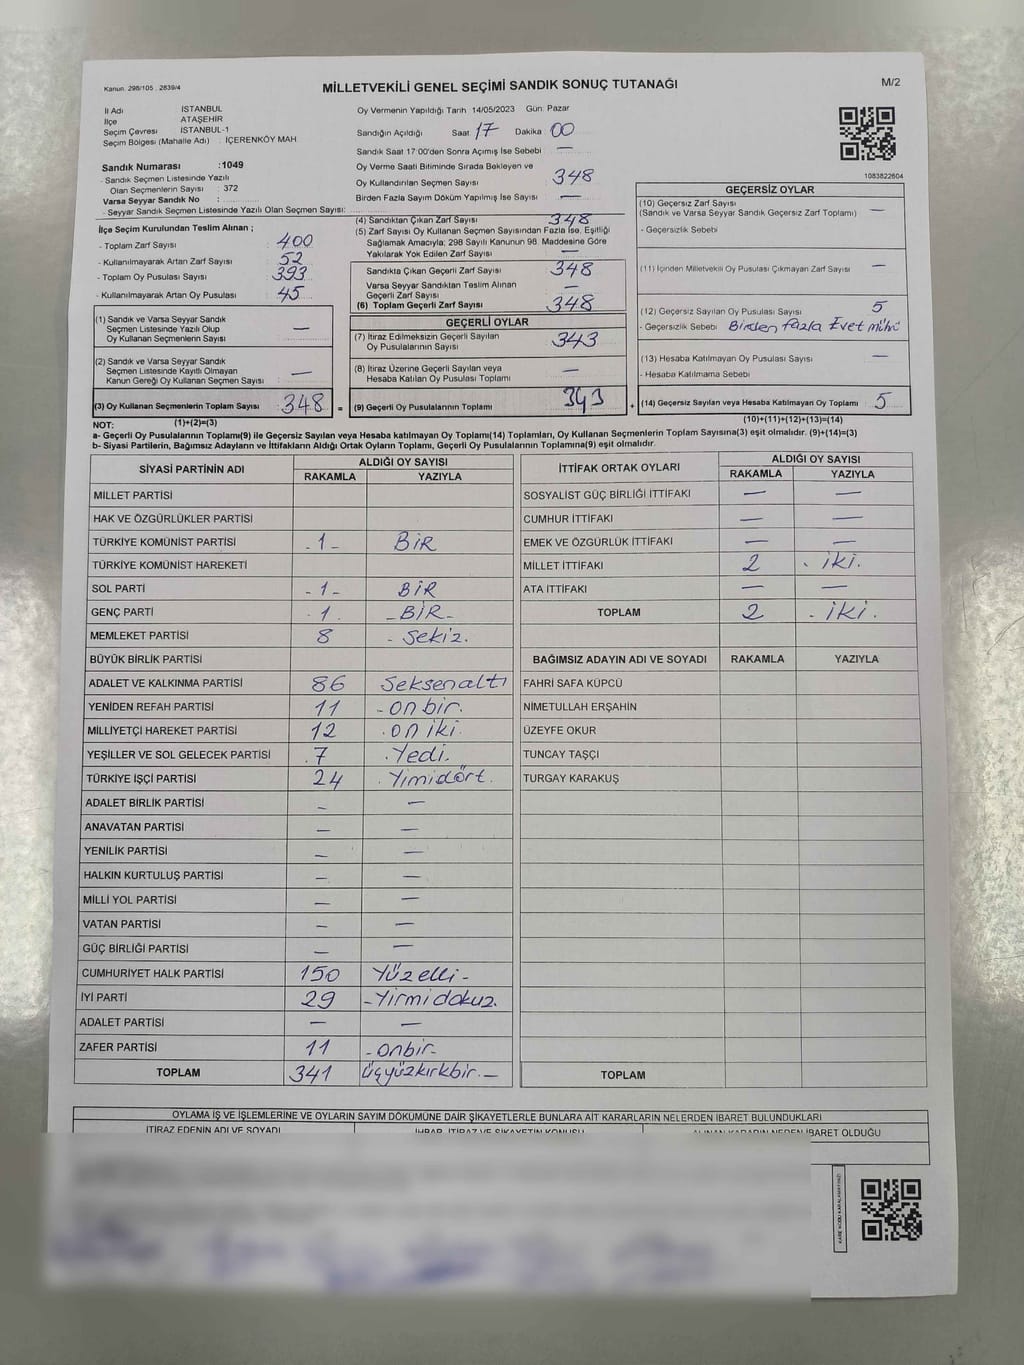 Kanun. 298/105 . 2839/4
MİLLETVEKİLİ GENEL SEÇİMİ SANDIK SONUÇ TUTANAĞI
M/2
İl Adı İSTANBUL
İlçe ATAŞEHİR
Seçim Çevresi İSTANBUL-1
Seçim Bölgesi (Mahalle Adı) : İÇERENKÖY MAH
Sandık Numarası :1049
- Sandık Seçmen Listesinde Yazılı
Olan Seçmenlerin Sayısı : 372
Varsa Seyyar Sandık No :
- Seyyar Sandık Seçmen Listesinde Yazılı Olan Seçmen Sayısı:
Oy Vermenin Yapıldığı Tarih 14/05/2023 Gün: Pazar
Sandığın Açıldığı Saat 17 Dakika 00
Sandık Saat 17:00'den Sonra Açımış İse Sebebi —
Oy Verme Saati Bitiminde Sırada Bekleyen ve
Oy Kullandırılan Seçmen Sayısı 348
Birden Fazla Sayım Döküm Yapılmış İse Sayısı —
1083822604
İlçe Seçim Kurulundan Teslim Alınan ;
- Toplam Zarf Sayısı : 400
- Kullanılmayarak Artan Zarf Sayısı : 52
- Toplam Oy Pusulası Sayısı : 393
- Kullanılmayarak Artan Oy Pusulası : 45
(4) Sandıktan Çıkan Zarf Sayısı 348
(5) Zarf Sayısı Oy Kullanan Seçmen Sayısından Fazla İse, Eşitliği
Sağlamak Amacıyla; 298 Sayılı Kanunun 98. Maddesine Göre
Yakılarak Yok Edilen Zarf Sayısı —
Sandıkta Çıkan Geçerli Zarf Sayısı 348
Varsa Seyyar Sandıktan Teslim Alınan
Geçerli Zarf Sayısı —
(6) Toplam Geçerli Zarf Sayısı 348
GEÇERSİZ OYLAR
(10) Geçersiz Zarf Sayısı
(Sandık ve Varsa Seyyar Sandık Geçersiz Zarf Toplamı) —
- Geçersizlik Sebebi
(11) İçinden Milletvekili Oy Pusulası Çıkmayan Zarf Sayısı —
(12) Geçersiz Sayılan Oy Pusulası Sayısı 5
- Geçersizlik Sebebi Birden fazla Evet mührü
(13) Hesaba Katılmayan Oy Pusulası Sayısı —
- Hesaba Katılmama Sebebi
(14) Geçersiz Sayılan veya Hesaba Katılmayan Oy Toplamı 5
(10)+(11)+(12)+(13)=(14)
(1) Sandık ve Varsa Seyyar Sandık
Seçmen Listesinde Yazılı Olup
Oy Kullanan Seçmenlerin Sayısı —
(2) Sandık ve Varsa Seyyar Sandık
Seçmen Listesinde Kayıtlı Olmayan
Kanun Gereği Oy Kullanan Seçmen Sayısı —
(3) Oy Kullanan Seçmenlerin Toplam Sayısı 348 =
(1)+(2)=(3)
GEÇERLİ OYLAR
(7) İtiraz Edilmeksizin Geçerli Sayılan
Oy Pusulalarının Sayısı 343
(8) İtiraz Üzerine Geçerli Sayılan veya
Hesaba Katılan Oy Pusulası Toplamı —
(9) Geçerli Oy Pusulalarının Toplamı 343 +
NOT:
a- Geçerli Oy Pusulalarının Toplamı(9) ile Geçersiz Sayılan veya Hesaba katılmayan Oy Toplamı(14) Toplamları, Oy Kullanan Seçmenlerin Toplam Sayısına(3) eşit olmalıdır. (9)+(14)=(3)
b- Siyasi Partilerin, Bağımsız Adayların ve İttifakların Aldığı Ortak Oyların Toplamı, Geçerli Oy Pusulalarının Toplamına(9) eşit olmalıdır.
SİYASİ PARTİNİN ADI ALDIĞI OY SAYISI
RAKAMLA YAZIYLA
MİLLET PARTİSİ
HAK VE ÖZGÜRLÜKLER PARTİSİ
TÜRKİYE KOMÜNİST PARTİSİ -1- BİR
TÜRKİYE KOMÜNİST HAREKETİ
SOL PARTİ -1- BİR
GENÇ PARTİ -1. -BİR-
MEMLEKET PARTİSİ 8 - Sekiz.
BÜYÜK BİRLİK PARTİSİ
ADALET VE KALKINMA PARTİSİ 86 Seksenaltı
YENİDEN REFAH PARTİSİ 11 -onbir.
MİLLİYETÇİ HAREKET PARTİSİ 12 .on iki.
YEŞİLLER VE SOL GELECEK PARTİSİ .7 .Yedi.
TÜRKİYE İŞÇİ PARTİSİ 24 . Yimidört.
ADALET BİRLİK PARTİSİ — —
ANAVATAN PARTİSİ — —
YENİLİK PARTİSİ — —
HALKIN KURTULUŞ PARTİSİ — —
MİLLİ YOL PARTİSİ — —
VATAN PARTİSİ — —
GÜÇ BİRLİĞİ PARTİSİ — —
CUMHURİYET HALK PARTİSİ 150 Yüzelli-
İYİ PARTİ 29 -Yirmidokuz.
ADALET PARTİSİ — —
ZAFER PARTİSİ 11 -onbir-
TOPLAM 341 üçyüzkırkbir.-
İTTİFAK ORTAK OYLARI ALDIĞI OY SAYISI
RAKAMLA YAZIYLA
SOSYALİST GÜÇ BİRLİĞİ İTTİFAKI — —
CUMHUR İTTİFAKI — —
EMEK VE ÖZGÜRLÜK İTTİFAKI — —
MİLLET İTTİFAKI 2 . iki.
ATA İTTİFAKI — —
TOPLAM 2 - iki.
BAĞIMSIZ ADAYIN ADI VE SOYADI RAKAMLA YAZIYLA
FAHRİ SAFA KÜPCÜ
NİMETULLAH ERŞAHİN
ÜZEYFE OKUR
TUNCAY TAŞÇI
TURGAY KARAKUŞ
TOPLAM
OYLAMA İŞ VE İŞLEMLERİNE VE OYLARIN SAYIM DÖKÜMÜNE DAİR ŞİKAYETLERLE BUNLARA AİT KARARLARIN NELERDEN İBARET BULUNDUKLARI
İTİRAZ EDENİN ADI VE SOYADI İHBAR, İTİRAZ VE ŞİKAYETİN KONUSU ALINAN KARARIN NEDEN İBARET OLDUĞU